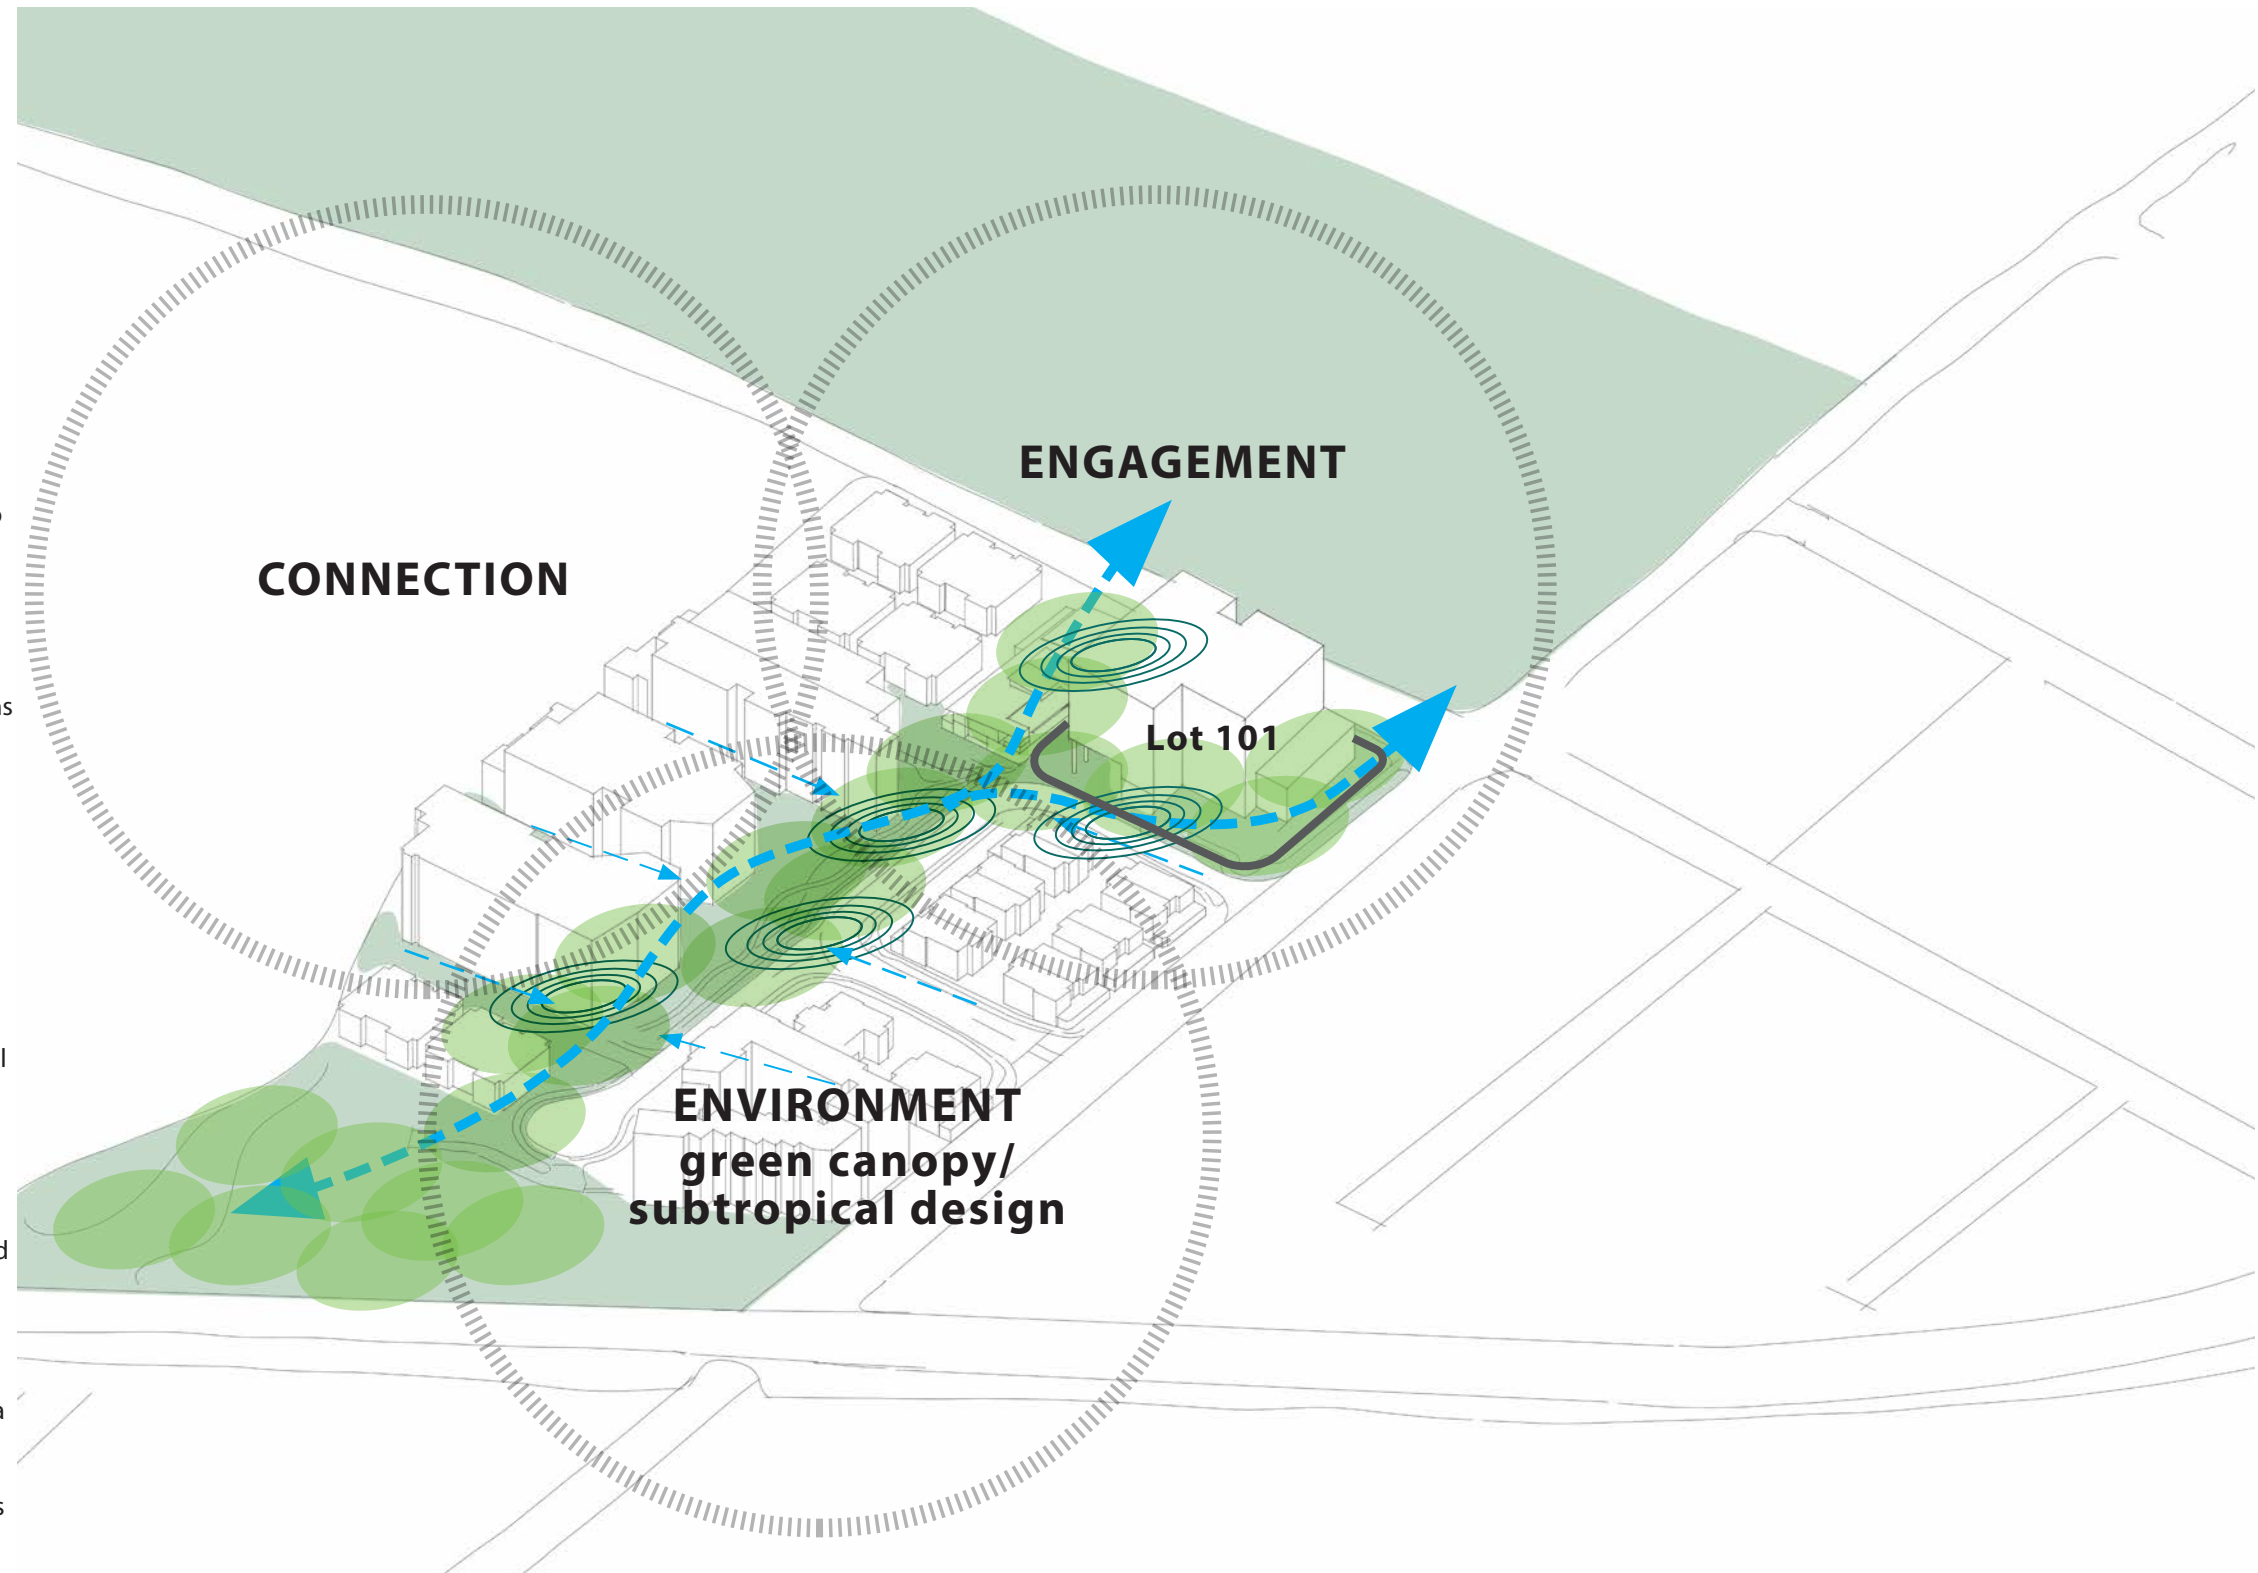 ENGAGEMENT
CONNECTION
Lot 101
ENVIRONMENT
green canopy/
subtropical design